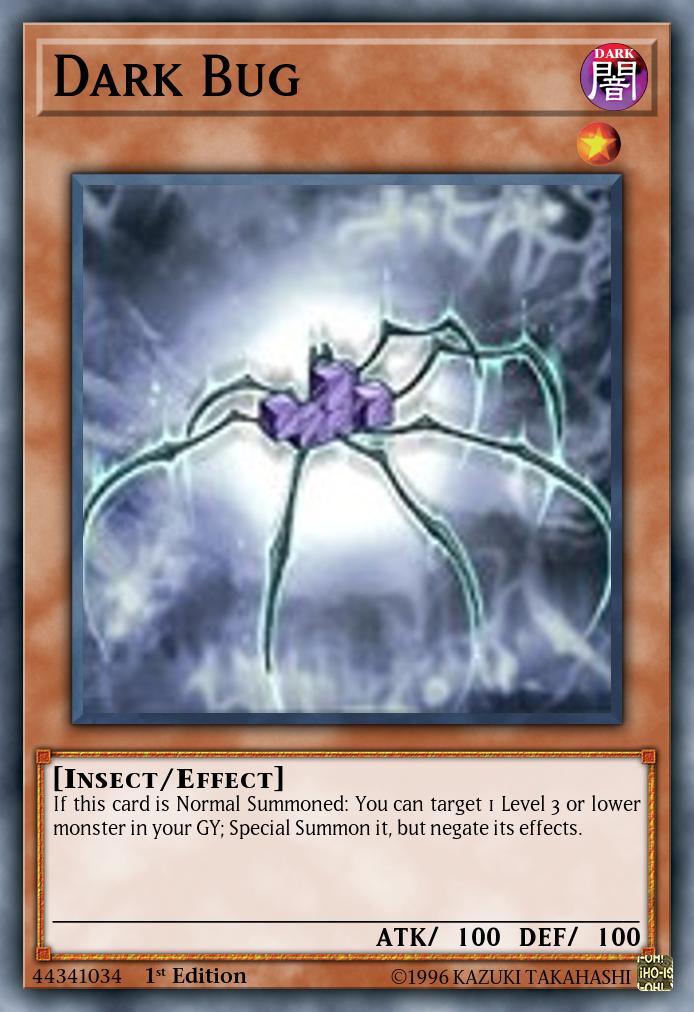 Dark Bug
DARK
闇
[Insect/Effect]
If this card is Normal Summoned: You can target 1 Level 3 or lower
monster in your GY; Special Summon it, but negate its effects.
ATK/ 100 DEF/ 100
44341034 1st Edition ©1996 KAZUKI TAKAHASHI